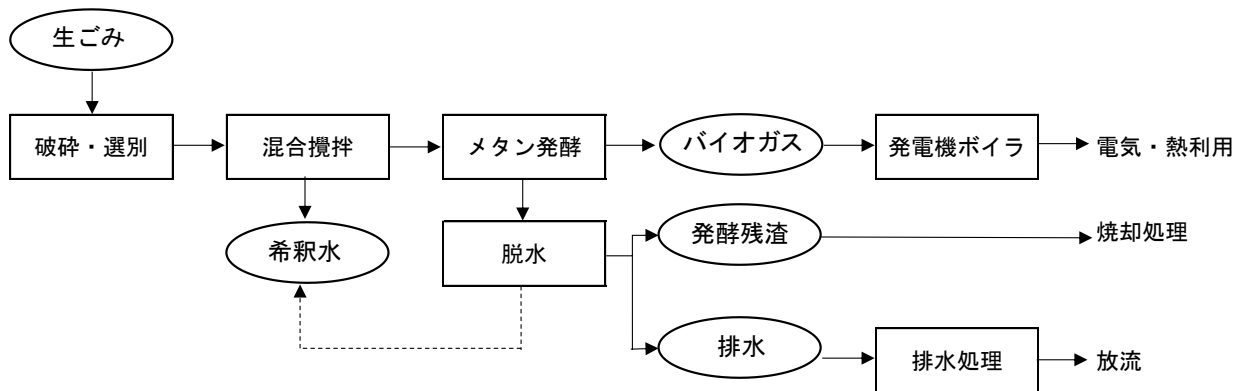 生ごみ
破砕・選別
混合攪拌
メタン発酵
バイオガス
発電機ボイラ
電気・熱利用
希釈水
脱水
発酵残渣
焼却処理
排水
排水処理
放流